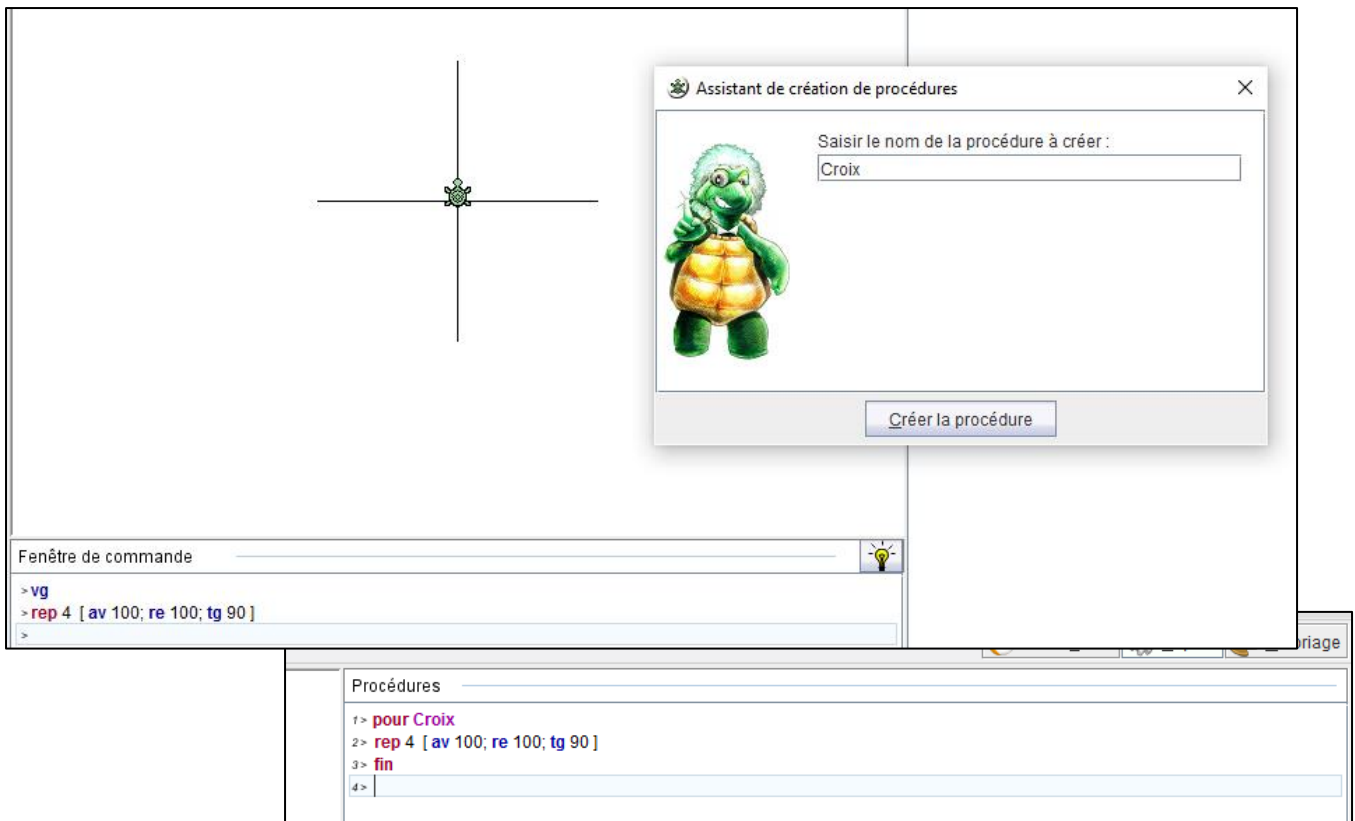 Assistant de création de procédures
Saisir le nom de la procédure à créer :
Croix
Créer la procédure
Fenêtre de commande
> vg
> rep 4 [ av 100; re 100; tg 90 ]
>
riage
Procédures
1> pour Croix
2> rep 4 [ av 100; re 100; tg 90 ]
3> fin
4>